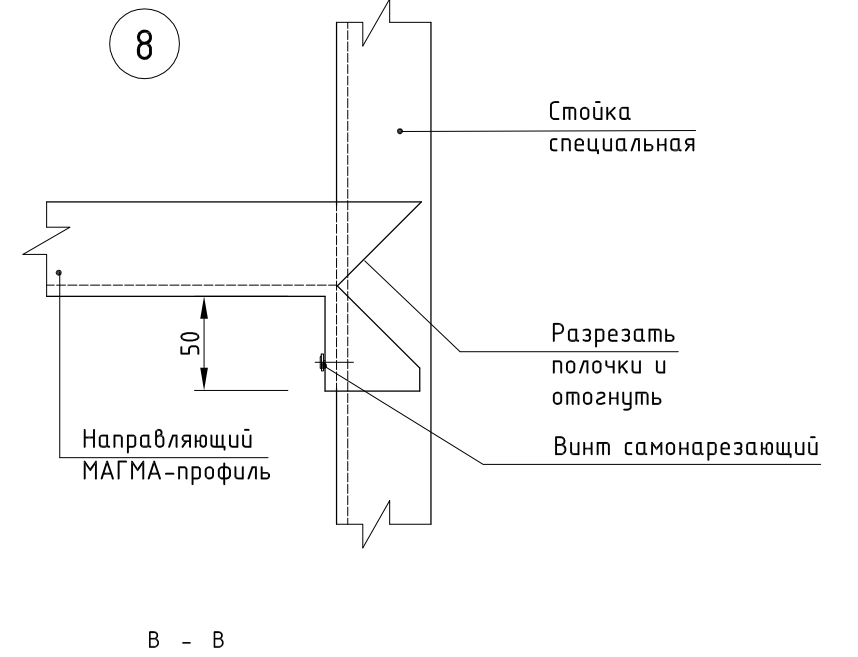 8
Стойка
специальная
50
Разрезать
полочки и
отогнуть
Направляющий
МАГМА-профиль
Винт самонарезающий
В - В